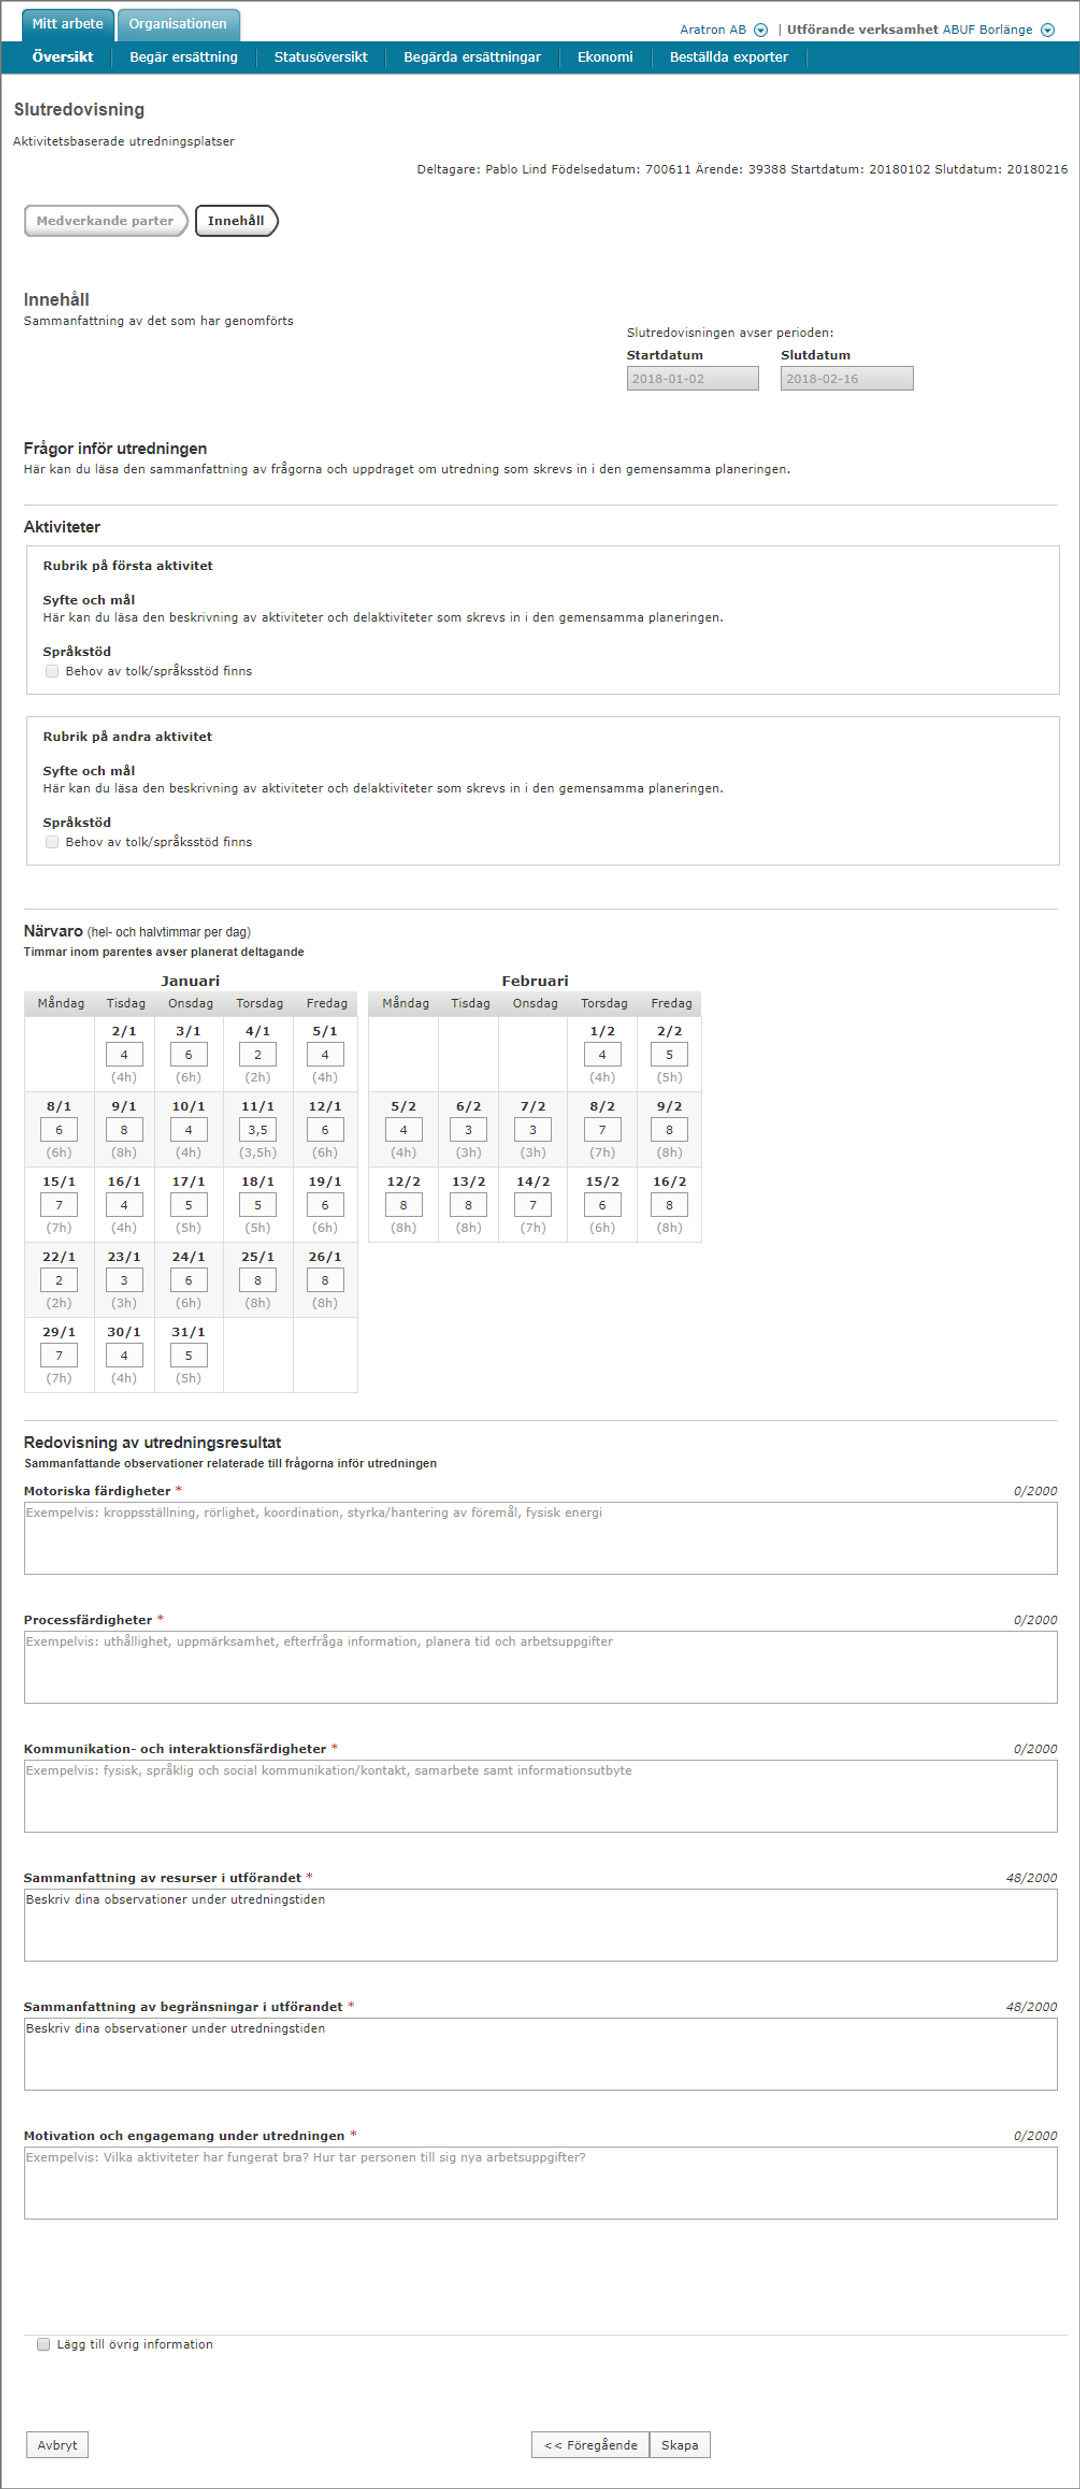 Mitt arbete Organisationen
Aratron AB | Utförande verksamhet ABUF Borlänge
Översikt Begär ersättning Statusöversikt Begärda ersättningar Ekonomi Beställda exporter
Slutredovisning
Aktivitetsbaserade utredningsplatser
Deltagare: Pablo Lind Födelsedatum: 700611 Ärende: 39388 Startdatum: 20180102 Slutdatum: 20180216
Medverkande parter Innehåll
Innehåll
Sammanfattning av det som har genomförts
Slutredovisningen avser perioden:
Startdatum Slutdatum
2018-01-02 2018-02-16
Frågor inför utredningen
Här kan du läsa den sammanfattning av frågorna och uppdraget om utredning som skrevs in i den gemensamma planeringen.
Aktiviteter
Rubrik på första aktivitet
Syfte och mål
Här kan du läsa den beskrivning av aktiviteter och delaktiviteter som skrevs in i den gemensamma planeringen.
Språkstöd
Behov av tolk/språksstöd finns
Rubrik på andra aktivitet
Syfte och mål
Här kan du läsa den beskrivning av aktiviteter och delaktiviteter som skrevs in i den gemensamma planeringen.
Språkstöd
Behov av tolk/språksstöd finns
Närvaro (hel- och halvtimmar per dag)
Timmar inom parentes avser planerat deltagande
Januari
Måndag Tisdag Onsdag Torsdag Fredag
2/1 3/1 4/1 5/1
4 6 2 4
(4h) (6h) (2h) (4h)
8/1 9/1 10/1 11/1 12/1
6 8 4 3,5 6
(6h) (8h) (4h) (3,5h) (6h)
15/1 16/1 17/1 18/1 19/1
7 4 5 5 6
(7h) (4h) (5h) (5h) (6h)
22/1 23/1 24/1 25/1 26/1
2 3 6 8 8
(2h) (3h) (6h) (8h) (8h)
29/1 30/1 31/1
7 4 5
(7h) (4h) (5h)
Februari
Måndag Tisdag Onsdag Torsdag Fredag
1/2 2/2
4 5
(4h) (5h)
5/2 6/2 7/2 8/2 9/2
4 3 3 7 8
(4h) (3h) (3h) (7h) (8h)
12/2 13/2 14/2 15/2 16/2
8 8 7 6 8
(8h) (8h) (7h) (6h) (8h)
Redovisning av utredningsresultat
Sammanfattande observationer relaterade till frågorna inför utredningen
Motoriska färdigheter * 0/2000
Exempelvis: kroppsställning, rörlighet, koordination, styrka/hantering av föremål, fysisk energi
Processfärdigheter * 0/2000
Exempelvis: uthållighet, uppmärksamhet, efterfråga information, planera tid och arbetsuppgifter
Kommunikation- och interaktionsfärdigheter * 0/2000
Exempelvis: fysisk, språklig och social kommunikation/kontakt, samarbete samt informationsutbyte
Sammanfattning av resurser i utförandet * 48/2000
Beskriv dina observationer under utredningstiden
Sammanfattning av begränsningar i utförandet * 48/2000
Beskriv dina observationer under utredningstiden
Motivation och engagemang under utredningen * 0/2000
Exempelvis: Vilka aktiviteter har fungerat bra? Hur tar personen till sig nya arbetsuppgifter?
Lägg till övrig information
Avbryt << Föregående Skapa